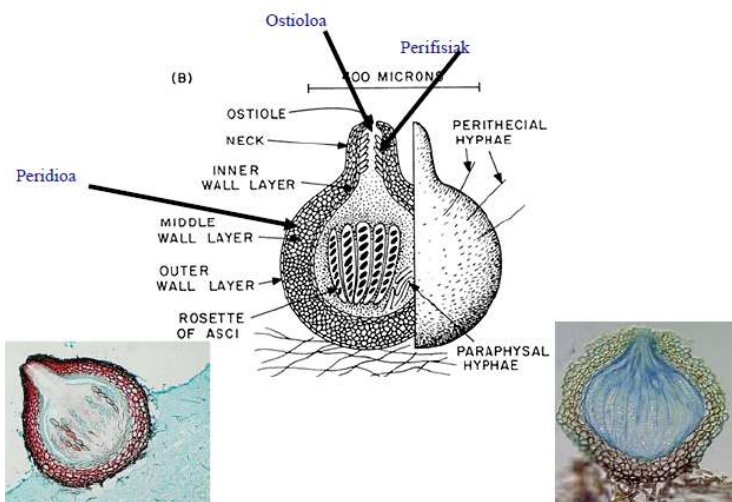 Ostioloa
Perifisiak
(B)
400 MICRONS
OSTIOLE
NECK
PERITHECIAL
HYPHAE
INNER
WALL LAYER
Peridioa
MIDDLE
WALL LAYER
OUTER
WALL LAYER
ROSETTE
OF ASCI
PARAPHYSAL
HYPHAE